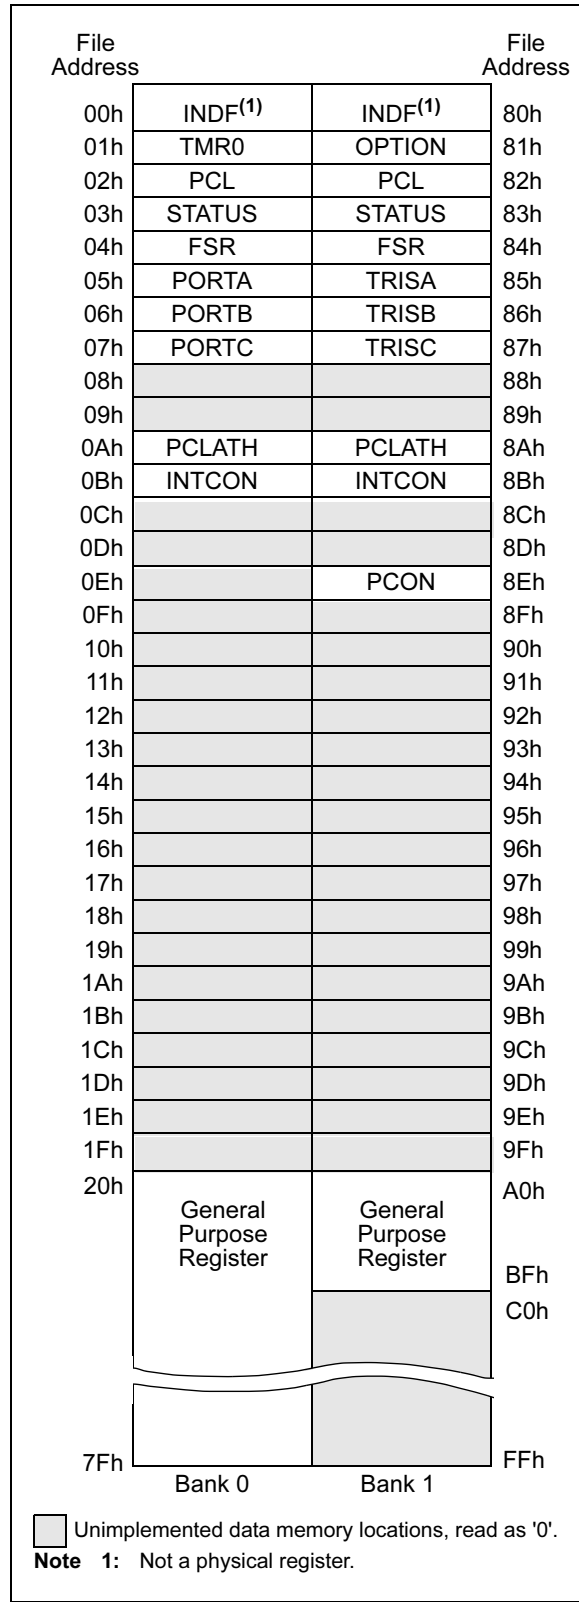 File Address File Address
00h INDF(1) INDF(1) 80h
01h TMR0 OPTION 81h
02h PCL PCL 82h
03h STATUS STATUS 83h
04h FSR FSR 84h
05h PORTA TRISA 85h
06h PORTB TRISB 86h
07h PORTC TRISC 87h
08h 88h
09h 89h
0Ah PCLATH PCLATH 8Ah
0Bh INTCON INTCON 8Bh
0Ch 8Ch
0Dh 8Dh
0Eh PCON 8Eh
0Fh 8Fh
10h 90h
11h 91h
12h 92h
13h 93h
14h 94h
15h 95h
16h 96h
17h 97h
18h 98h
19h 99h
1Ah 9Ah
1Bh 9Bh
1Ch 9Ch
1Dh 9Dh
1Eh 9Eh
1Fh 9Fh
20h A0h
General General
Purpose Purpose
Register Register
BFh
C0h
7Fh FFh
Bank 0 Bank 1
Unimplemented data memory locations, read as '0'.
Note 1: Not a physical register.